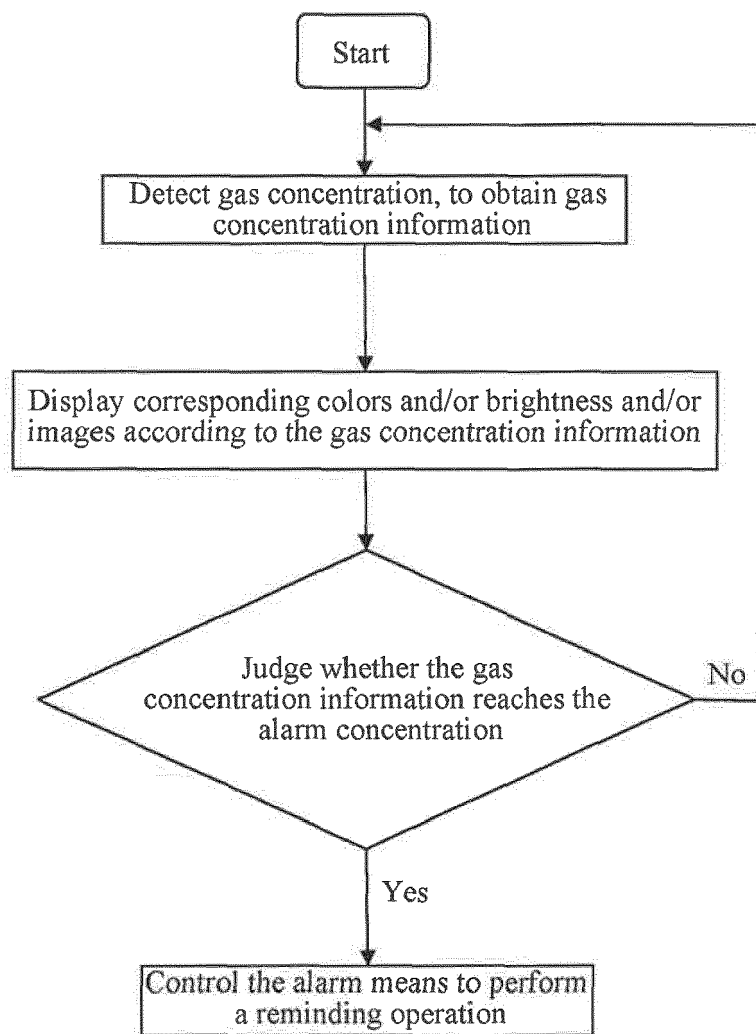 Start
Detect gas concentration, to obtain gas
concentration information
Display corresponding colors and/or brightness and/or
images according to the gas concentration information
Judge whether the gas
concentration information reaches the
alarm concentration
No
Yes
Control the alarm means to perform
a reminding operation